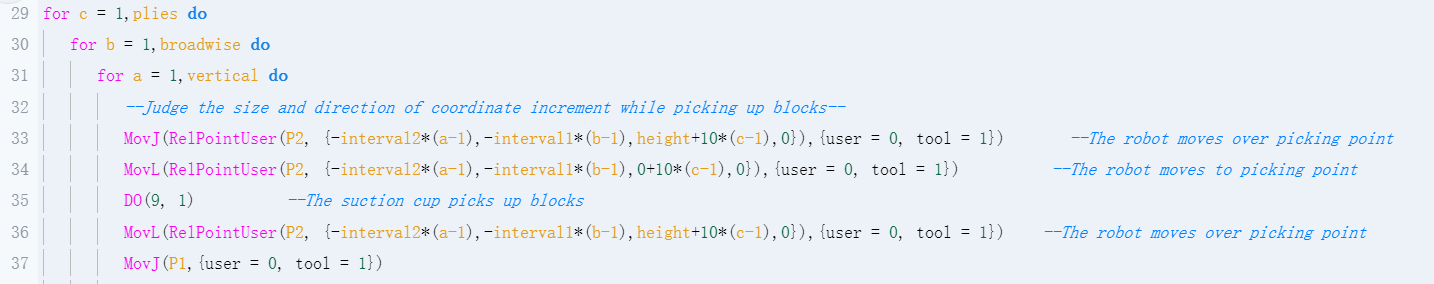 29 for c = 1,plies do
30 for b = 1,broadwise do
31 for a = 1,vertical do
32 --Judge the size and direction of coordinate increment while picking up blocks--
33 MovJ(RelPointUser(P2, {-interval2*(a-1),-interval1*(b-1),height+10*(c-1),0}),{user = 0, tool = 1}) --The robot moves over picking point
34 MovL(RelPointUser(P2, {-interval2*(a-1),-interval1*(b-1),0+10*(c-1),0}),{user = 0, tool = 1}) --The robot moves to picking point
35 DO(9, 1) --The suction cup picks up blocks
36 MovL(RelPointUser(P2, {-interval2*(a-1),-interval1*(b-1),height+10*(c-1),0}),{user = 0, tool = 1}) --The robot moves over picking point
37 MovJ(P1,{user = 0, tool = 1})